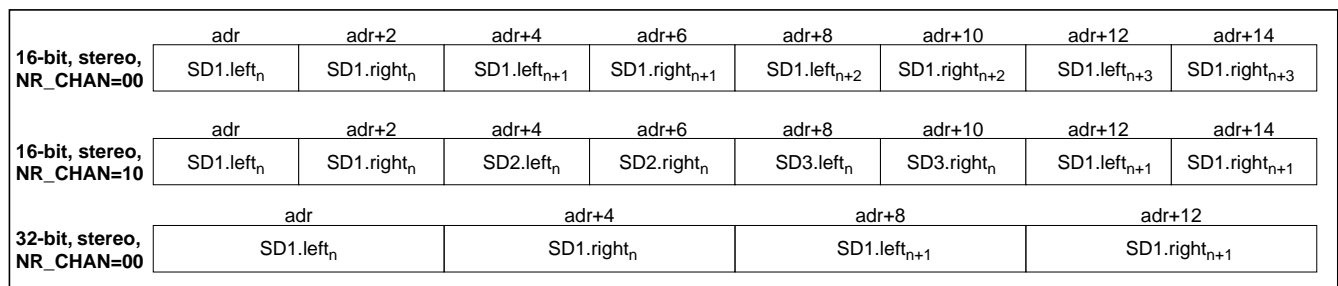 adr adr+2 adr+4 adr+6 adr+8 adr+10 adr+12 adr+14
16-bit, stereo,
NR_CHAN=00
SD1.leftn SD1.rightn SD1.leftn+1 SD1.rightn+1 SD1.leftn+2 SD1.rightn+2 SD1.leftn+3 SD1.rightn+3
adr adr+2 adr+4 adr+6 adr+8 adr+10 adr+12 adr+14
16-bit, stereo,
NR_CHAN=10
SD1.leftn SD1.rightn SD2.leftn SD2.rightn SD3.leftn SD3.rightn SD1.leftn+1 SD1.rightn+1
adr adr+4 adr+8 adr+12
32-bit, stereo,
NR_CHAN=00
SD1.leftn SD1.rightn SD1.leftn+1 SD1.rightn+1